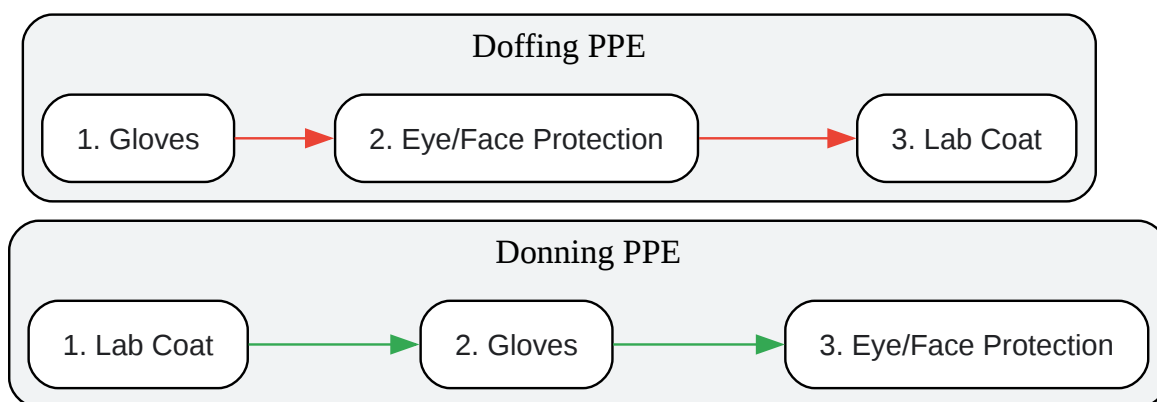 Doffing PPE
1. Gloves
2. Eye/Face Protection
3. Lab Coat
Donning PPE
1. Lab Coat
2. Gloves
3. Eye/Face Protection